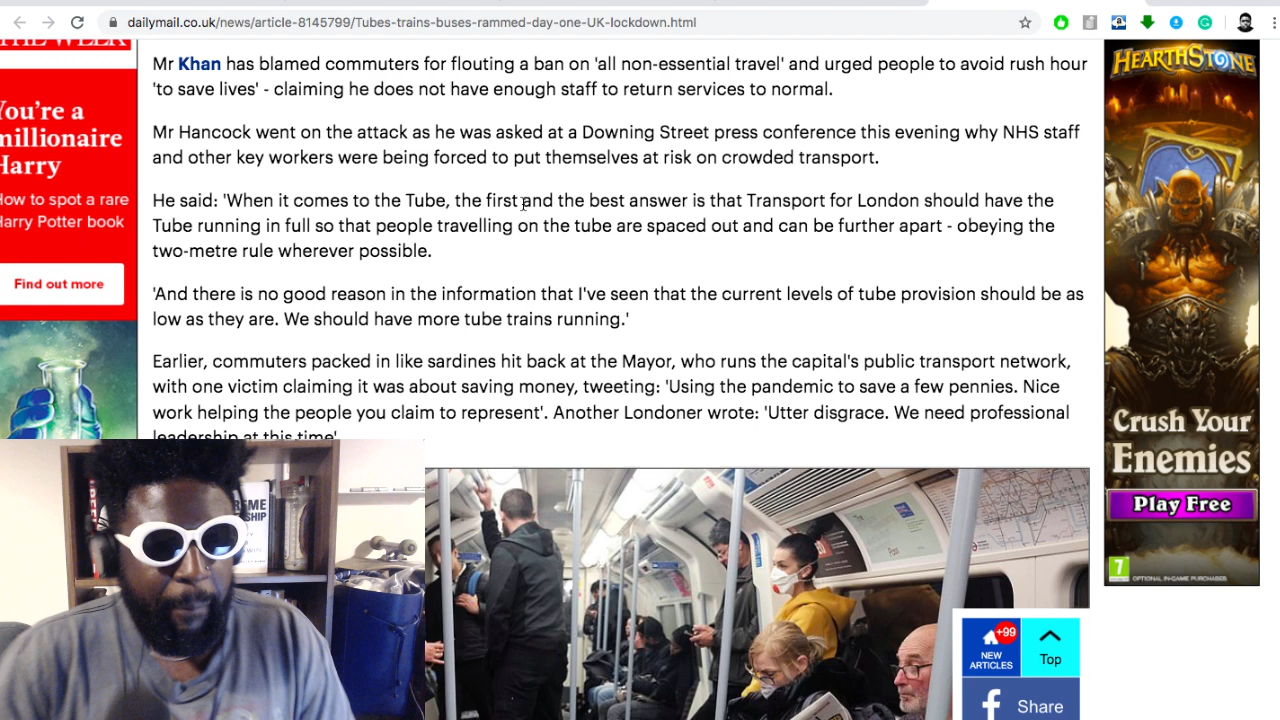 dailymail.co.uk/news/article-8145799/Tubes-trains-buses-rammed-day-one-UK-lockdown.html
THE WEEK
You're a
millionaire
Harry
How to spot a rare
Harry Potter book
Find out more
Mr Khan has blamed commuters for flouting a ban on 'all non-essential travel' and urged people to avoid rush hour
'to save lives' - claiming he does not have enough staff to return services to normal.
Mr Hancock went on the attack as he was asked at a Downing Street press conference this evening why NHS staff
and other key workers were being forced to put themselves at risk on crowded transport.
He said: 'When it comes to the Tube, the first and the best answer is that Transport for London should have the
Tube running in full so that people travelling on the tube are spaced out and can be further apart - obeying the
two-metre rule wherever possible.
'And there is no good reason in the information that I've seen that the current levels of tube provision should be as
low as they are. We should have more tube trains running.'
Earlier, commuters packed in like sardines hit back at the Mayor, who runs the capital's public transport network,
with one victim claiming it was about saving money, tweeting: 'Using the pandemic to save a few pennies. Nice
work helping the people you claim to represent'. Another Londoner wrote: 'Utter disgrace. We need professional
leadership at this time'
HEARTHSTONE
Crush Your
Enemies
Play Free
7
OPTIONAL IN-GAME PURCHASES
+99
NEW
ARTICLES
Top
f Share